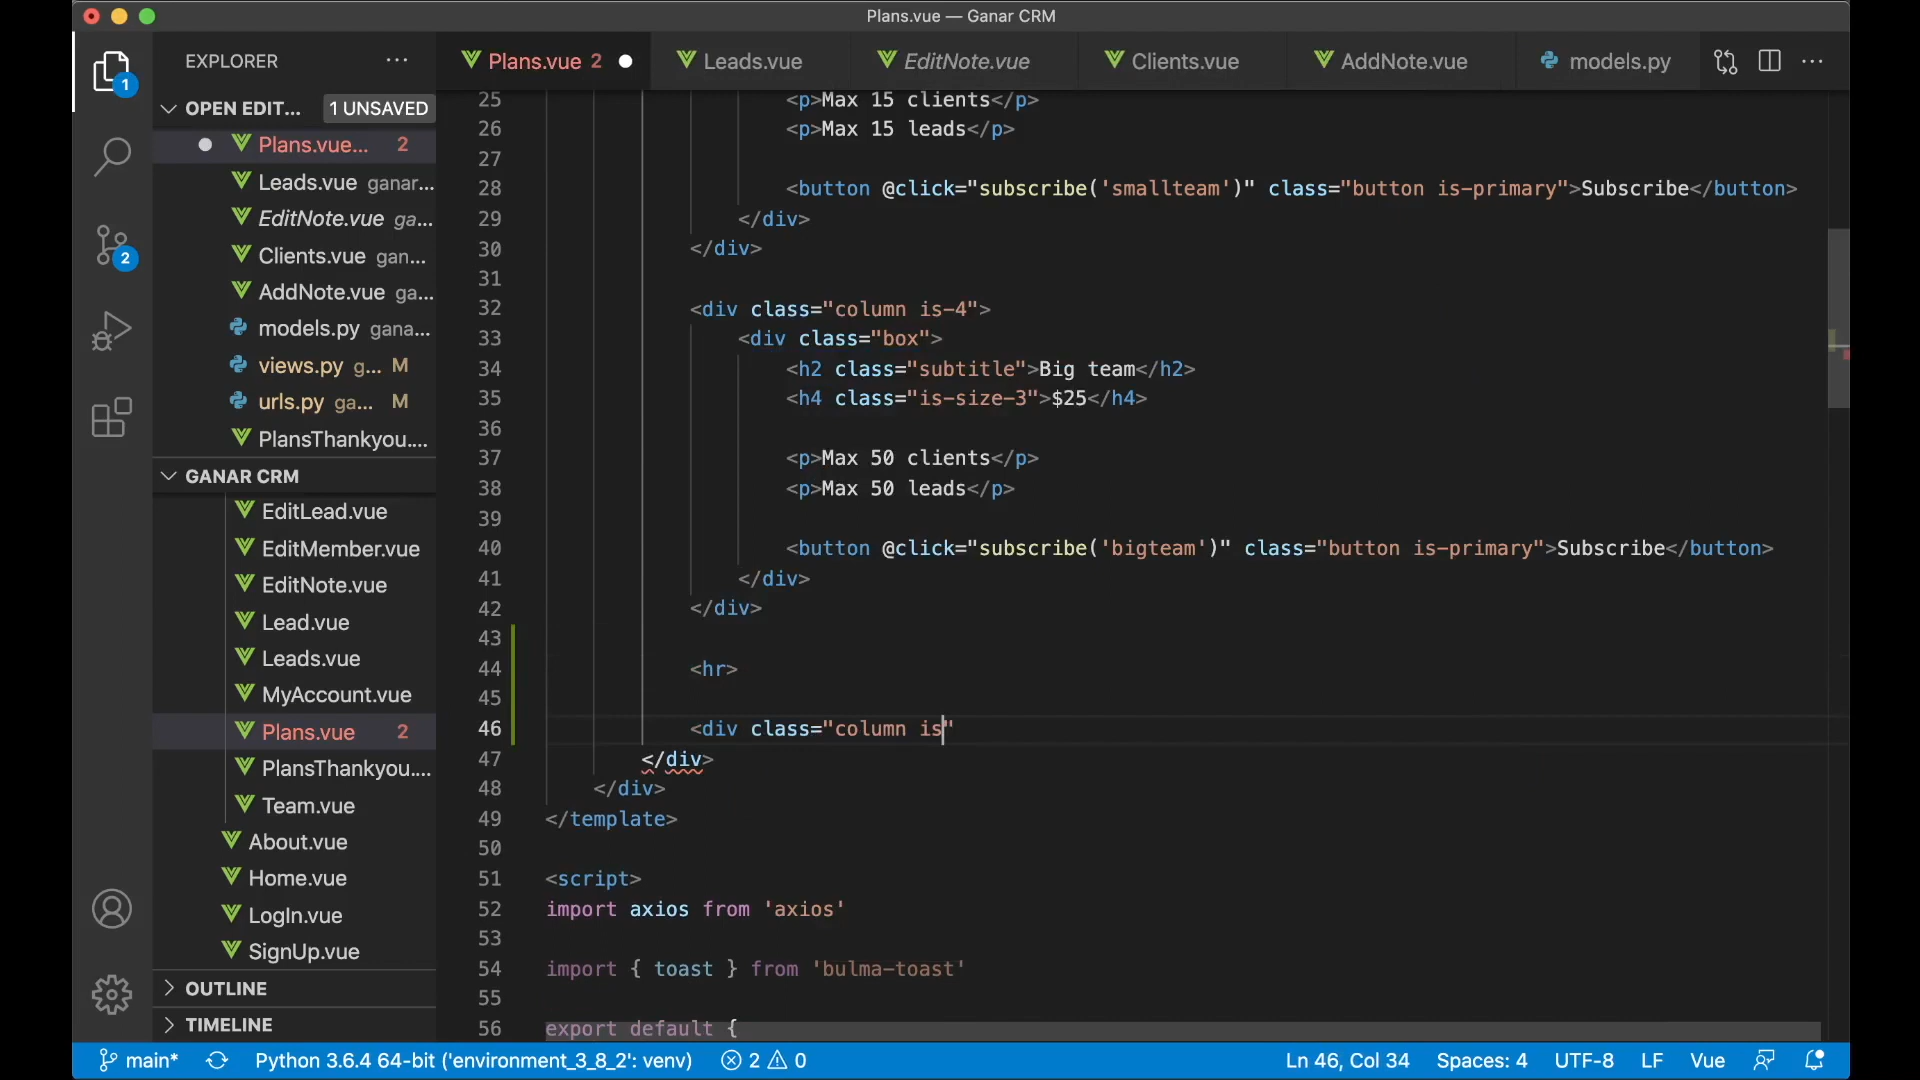 Plans.vue — Ganar CRM
EXPLORER ...
Plans.vue 2
Leads.vue
EditNote.vue
Clients.vue
AddNote.vue
models.py
1
OPEN EDIT... 1 UNSAVED
Plans.vue... 2
Leads.vue ganar...
EditNote.vue ga...
Clients.vue gan...
AddNote.vue ga...
models.py gana...
views.py g... M
urls.py ga... M
PlansThankyou....
2
GANAR CRM
EditLead.vue
EditMember.vue
EditNote.vue
Lead.vue
Leads.vue
MyAccount.vue
Plans.vue 2
PlansThankyou....
Team.vue
About.vue
Home.vue
LogIn.vue
SignUp.vue
OUTLINE
TIMELINE
25 <p>Max 15 clients</p>
26 <p>Max 15 leads</p>
27
28 <button @click="subscribe('smallteam')" class="button is-primary">Subscribe</button>
29 </div>
30 </div>
31
32 <div class="column is-4">
33 <div class="box">
34 <h2 class="subtitle">Big team</h2>
35 <h4 class="is-size-3">$25</h4>
36
37 <p>Max 50 clients</p>
38 <p>Max 50 leads</p>
39
40 <button @click="subscribe('bigteam')" class="button is-primary">Subscribe</button>
41 </div>
42 </div>
43
44 <hr>
45
46 <div class="column is"
47 </div>
48 </div>
49 </template>
50
51 <script>
52 import axios from 'axios'
53
54 import { toast } from 'bulma-toast'
55
56 export default {
main* Python 3.6.4 64-bit ('environment_3_8_2': venv) 2 0 Ln 46, Col 34 Spaces: 4 UTF-8 LF Vue